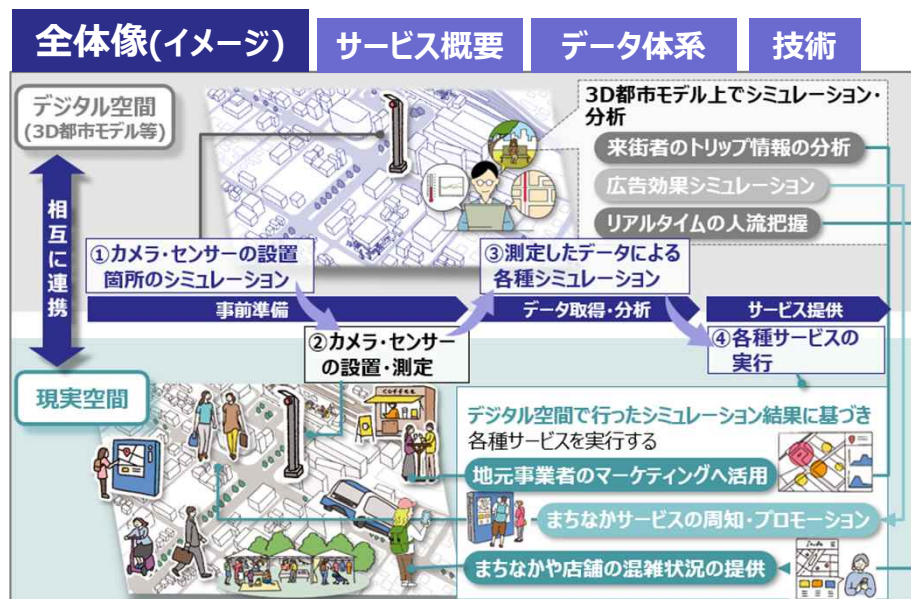 全体像(イメージ)
サービス概要
データ体系
技術
デジタル空間
(3D都市モデル等)
3D都市モデル上でシミュレーション・
分析
来街者のトリップ情報の分析
広告効果シミュレーション
リアルタイムの人流把握
相互に連携
①カメラ・センサーの設置
箇所のシミュレーション
③測定したデータによる
各種シミュレーション
事前準備
データ取得・分析
サービス提供
②カメラ・センサー
の設置・測定
④各種サービスの
実行
現実空間
COFFEE
デジタル空間で行ったシミュレーション結果に基づき
各種サービスを実行する
地元事業者のマーケティングへ活用
まちなかサービスの周知・プロモーション
まちなかや店舗の混雑状況の提供